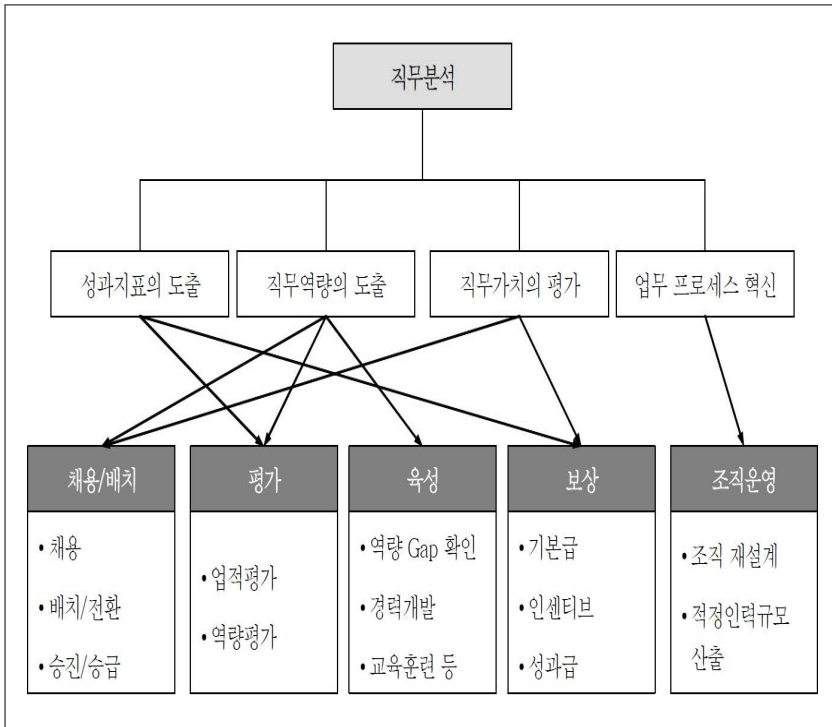 직무분석
성과지표의 도출
직무역량의 도출
직무가치의 평가
업무 프로세스 혁신
채용/배치
• 채용
• 배치/전환
• 승진/승급
평가
• 업적평가
• 역량평가
육성
• 역량 Gap 확인
• 경력개발
• 교육훈련 등
보상
• 기본급
• 인센티브
• 성과급
조직운영
• 조직 재설계
• 적정인력규모
산출